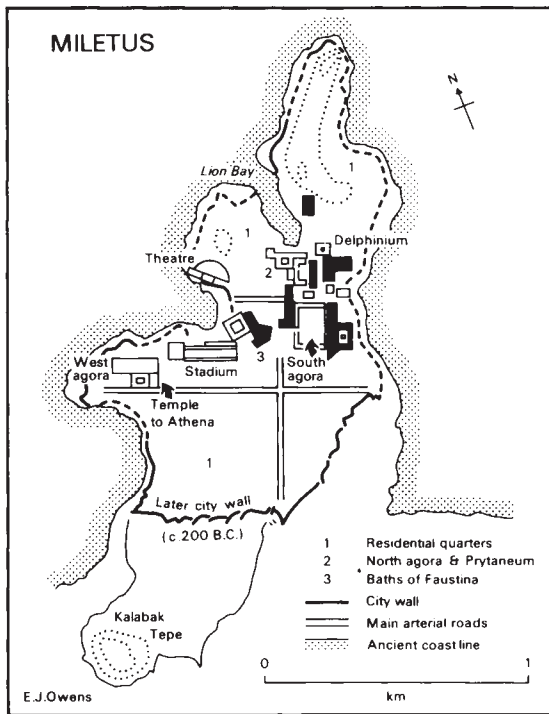 MILETUS
N
Lion Bay
1
1
Delphinium
Theatre
2
3
West
agora
Stadium
South
agora
Temple
to Athena
1
Later city wall
(c.200 B.C.)
1 Residential quarters
2 North agora & Prytaneum
3 Baths of Faustina
City wall
Main arterial roads
Ancient coast line
Kalabak
Tepe
0 1
km
E.J.Owens